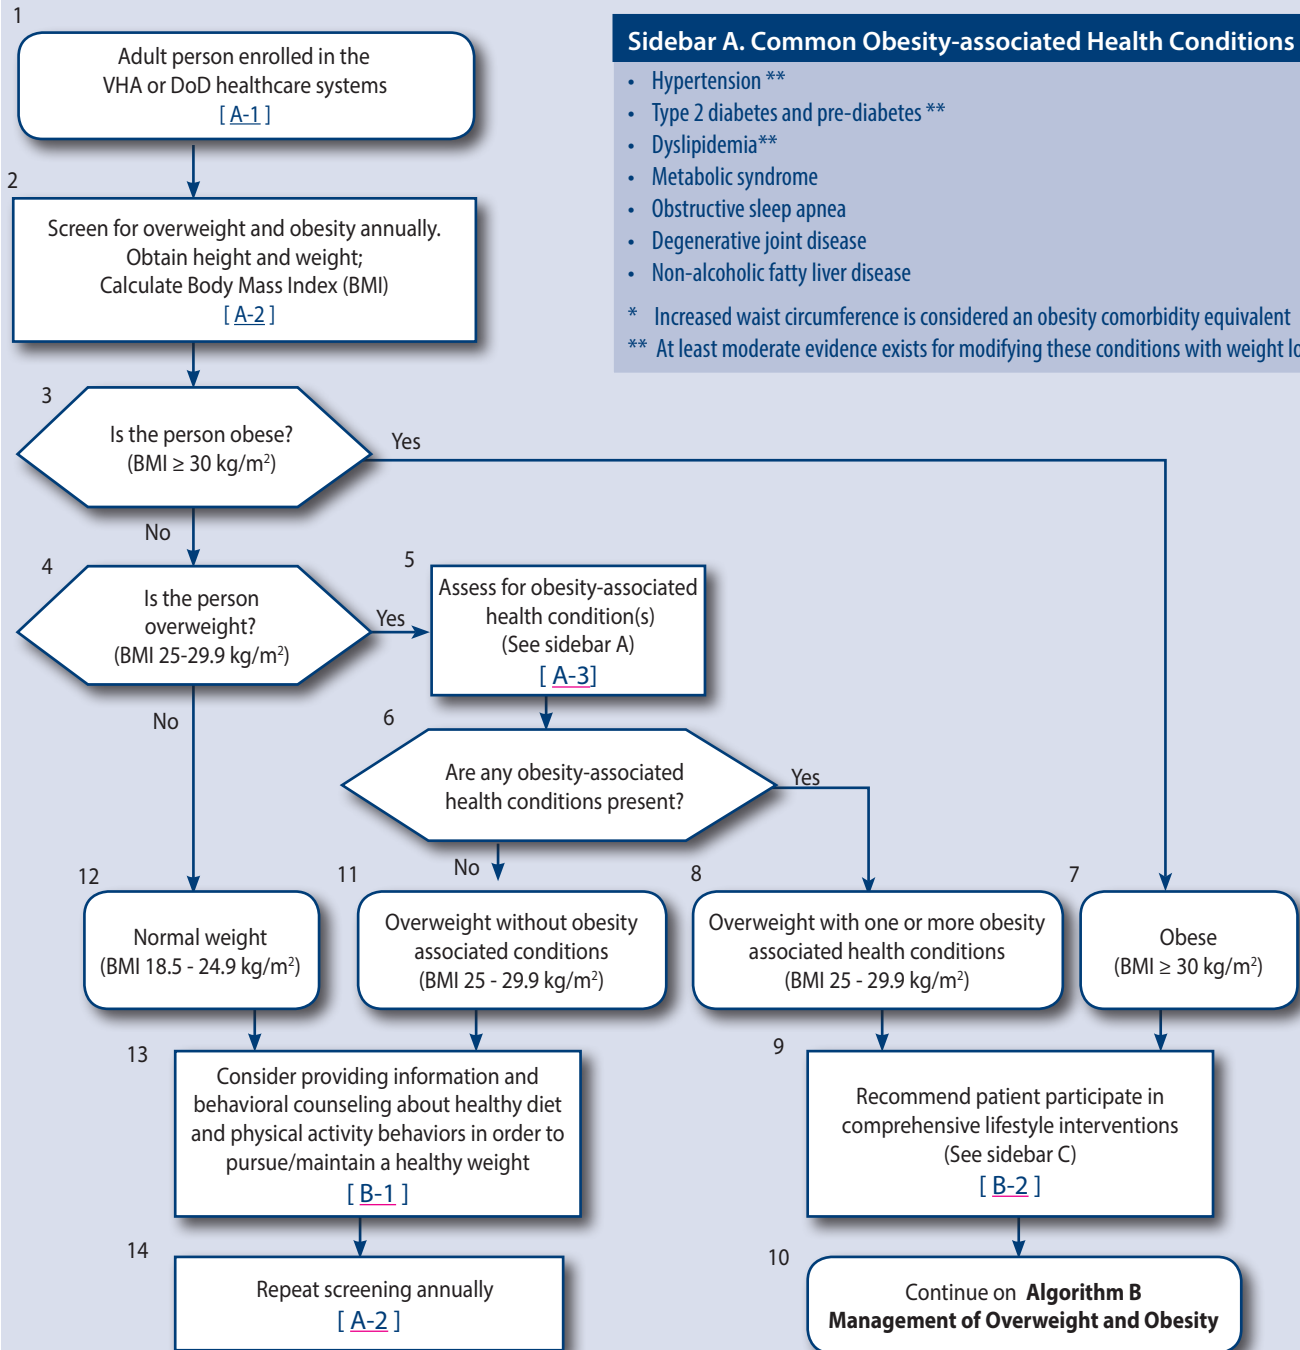 1
Adult person enrolled in the
VHA or DoD healthcare systems
[ A-1 ]
Sidebar A. Common Obesity-associated Health Conditions
• Hypertension **
• Type 2 diabetes and pre-diabetes **
• Dyslipidemia**
• Metabolic syndrome
• Obstructive sleep apnea
• Degenerative joint disease
• Non-alcoholic fatty liver disease
* Increased waist circumference is considered an obesity comorbidity equivalent
** At least moderate evidence exists for modifying these conditions with weight
2
Screen for overweight and obesity annually.
Obtain height and weight;
Calculate Body Mass Index (BMI)
[ A-2 ]
3
Is the person obese?
(BMI ≥ 30 kg/m²)
Yes
No
4
Is the person
overweight?
(BMI 25-29.9 kg/m²)
Yes
No
5
Assess for obesity-associated
health condition(s)
(See sidebar A)
[ A-3]
6
Are any obesity-associated
health conditions present?
Yes
No
12
Normal weight
(BMI 18.5 - 24.9 kg/m²)
11
Overweight without obesity
associated conditions
(BMI 25 - 29.9 kg/m²)
8
Overweight with one or more obesity
associated health conditions
(BMI 25 - 29.9 kg/m²)
7
Obese
(BMI ≥ 30 kg/m²)
13
Consider providing information and
behavioral counseling about healthy diet
and physical activity behaviors in order to
pursue/maintain a healthy weight
[ B-1 ]
9
Recommend patient participate in
comprehensive lifestyle interventions
(See sidebar C)
[ B-2 ]
14
Repeat screening annually
[ A-2 ]
10
Continue on Algorithm B
Management of Overweight and Obesity